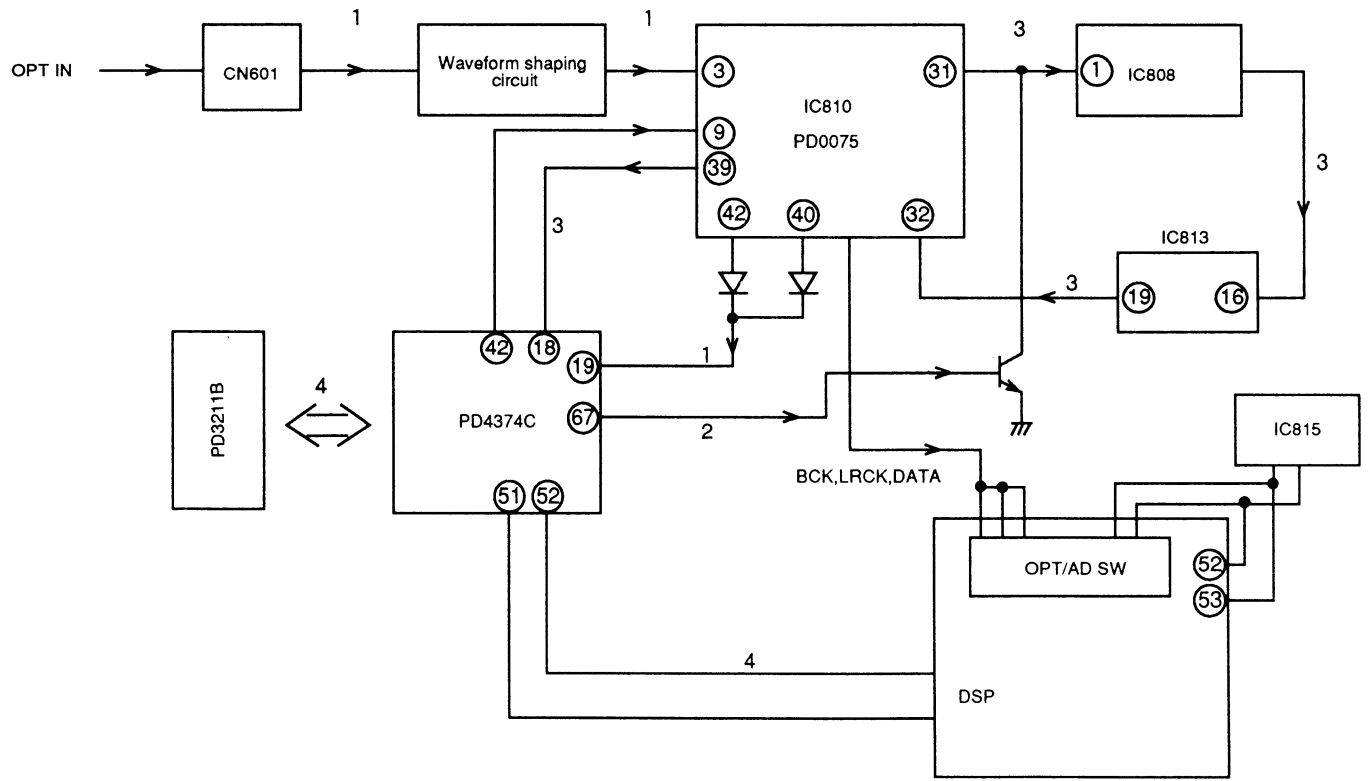 1
1
3
OPT IN
CN601
Waveform shaping
circuit
3
31
1
IC808
IC810
PD0075
9
39
3
42
40
32
3
IC813
3
19
16
42
18
19
1
PD3211B
4
PD4374C
67
2
IC815
BCK,LRCK,DATA
51
52
OPT/AD SW
52
53
4
DSP